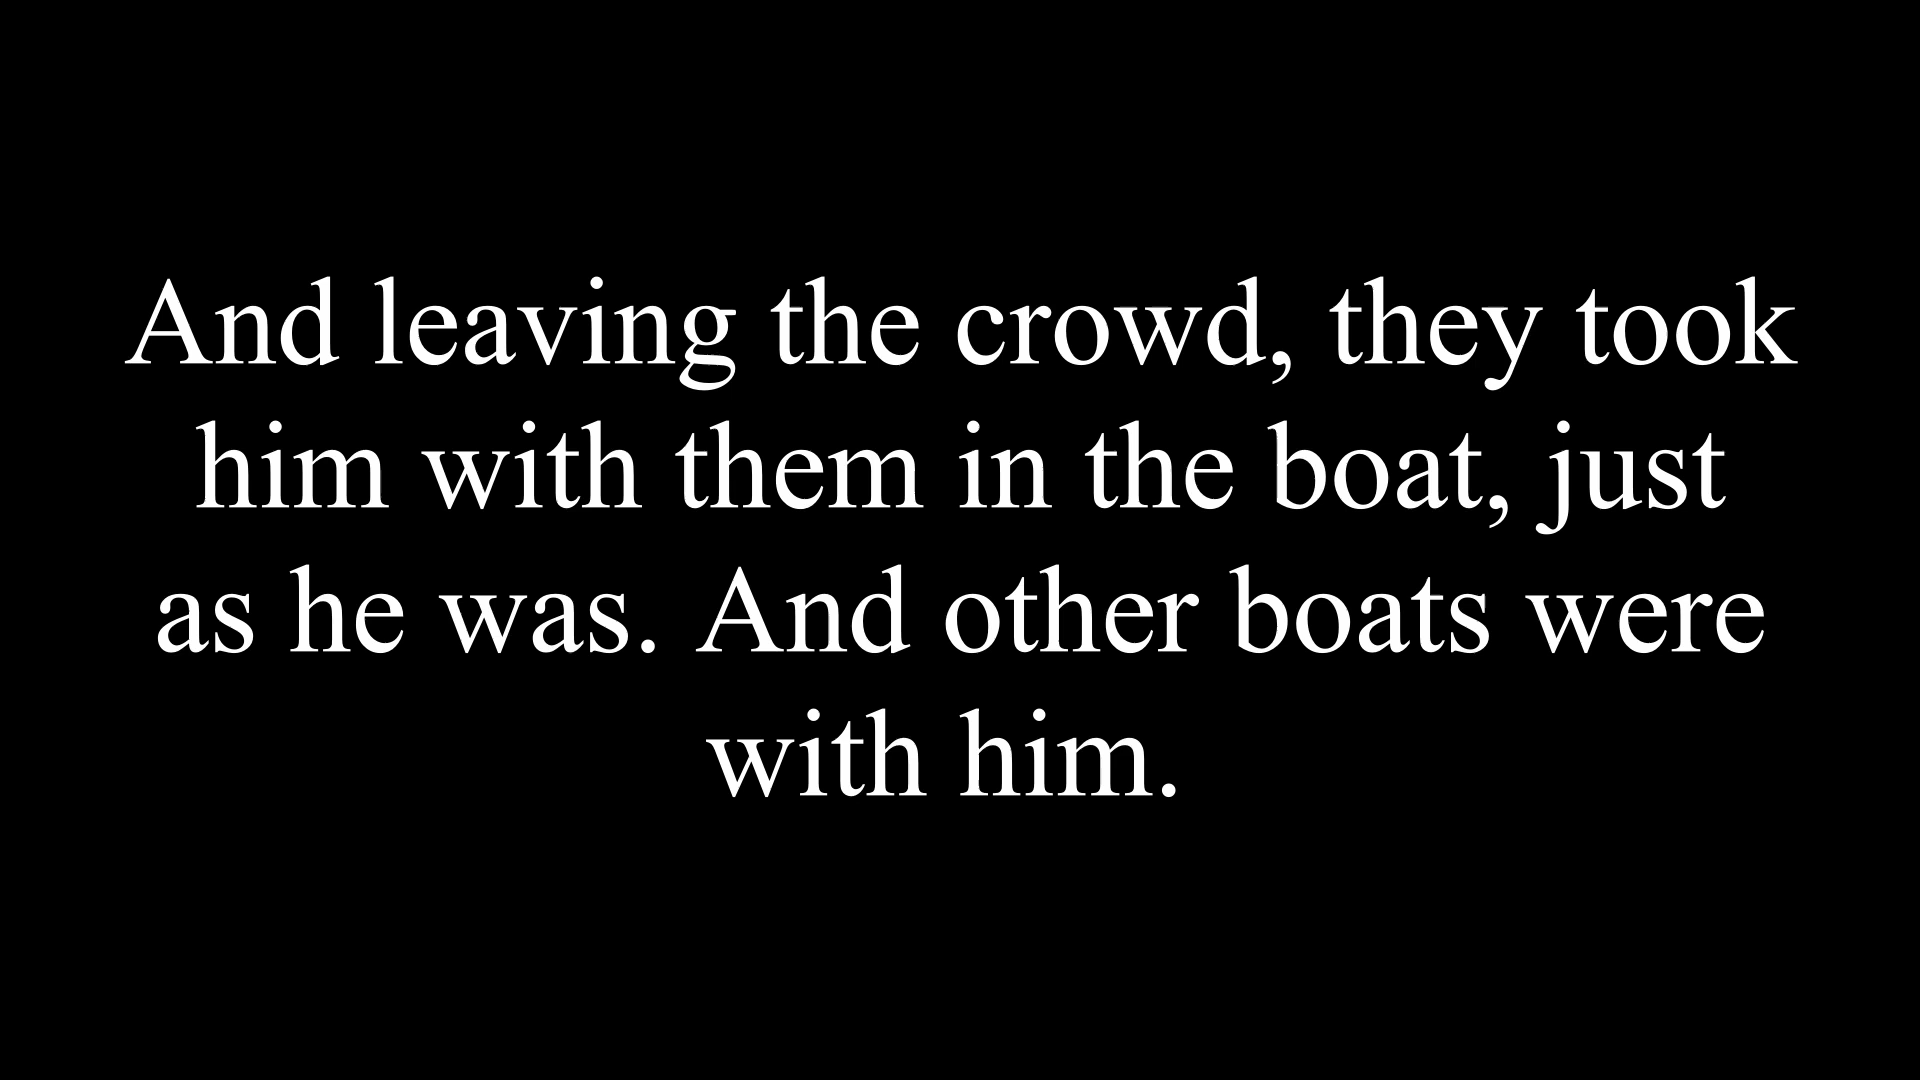 And leaving the crowd, they took
him with them in the boat, just
as he was. And other boats were
with him.